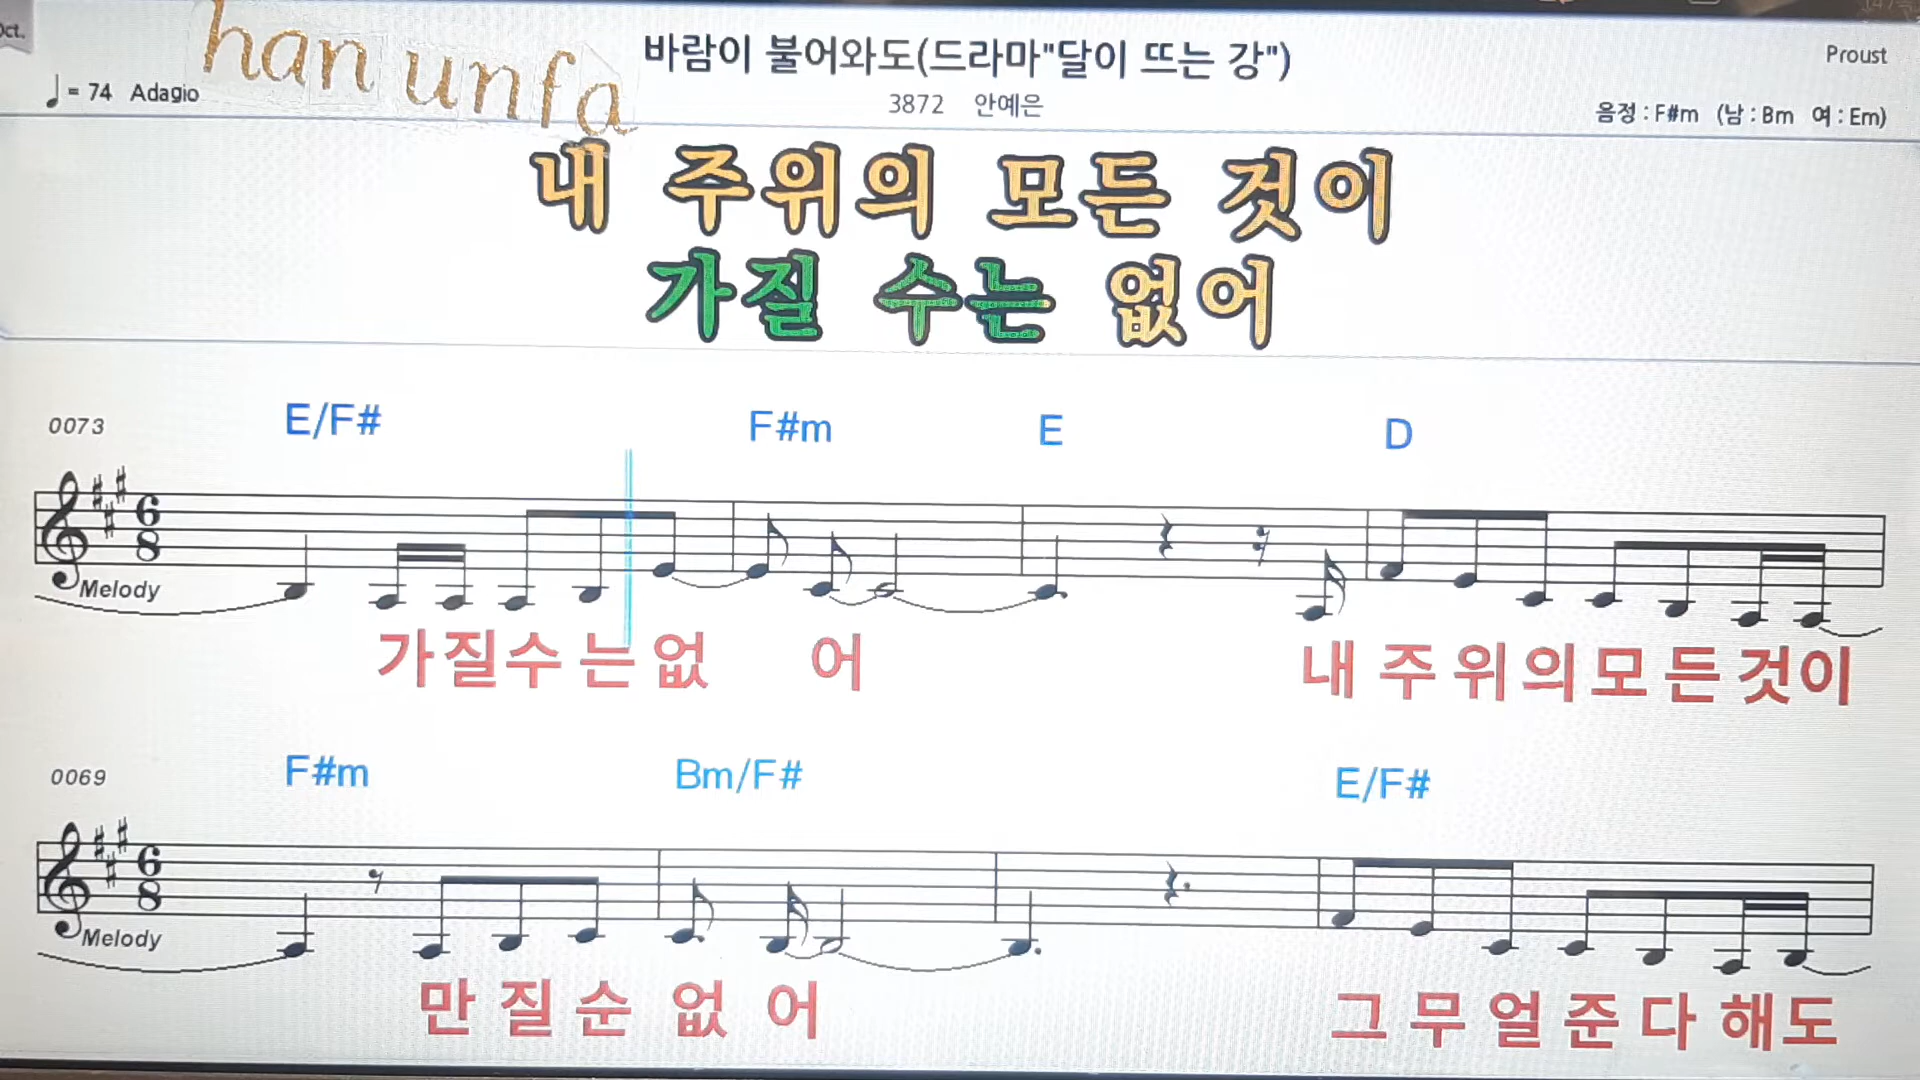 Oct.
han unfa
바람이 불어와도(드라마"달이 뜨는 강")
Proust
♩= 74 Adagio
3872 안예은
음정 : F#m (남 : Bm 여 : Em)
내 주위의 모든 것이
가질 수는 없어
0073 E/F# F#m E D
6
8
Melody
가질수는없 어 내주위의모든것이
0069 F#m Bm/F# E/F#
6
8
Melody
만질순없어 그무얼준다해도